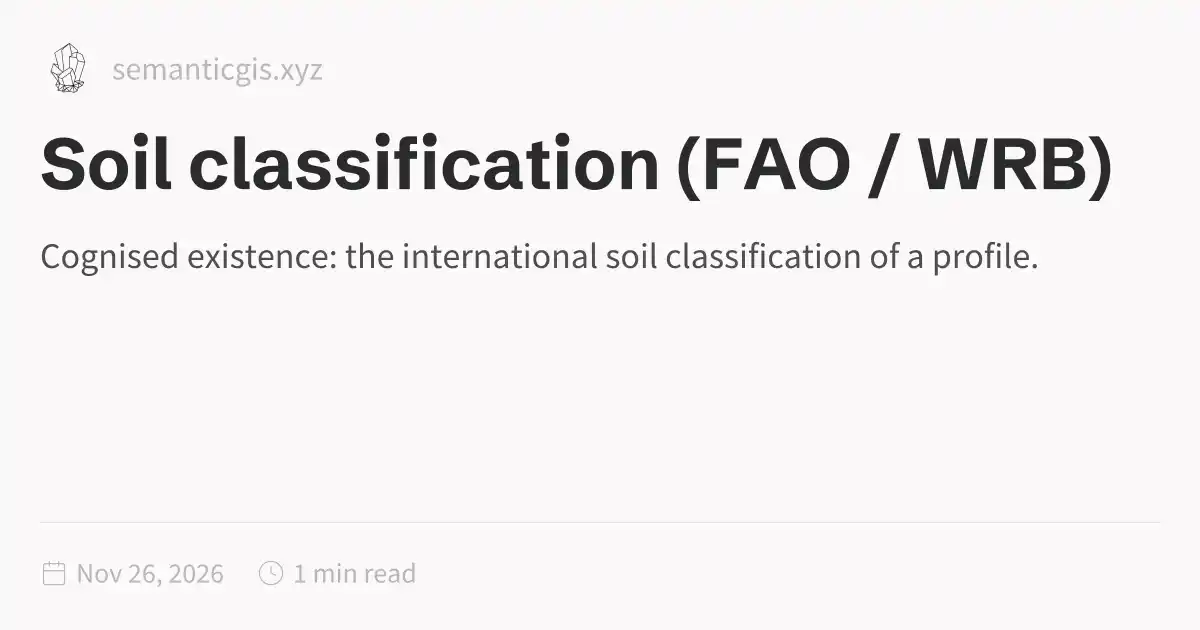 semanticgis.xyz
Soil classification (FAO / WRB)
Cognised existence: the international soil classification of a profile.
Nov 26, 2026 1 min read